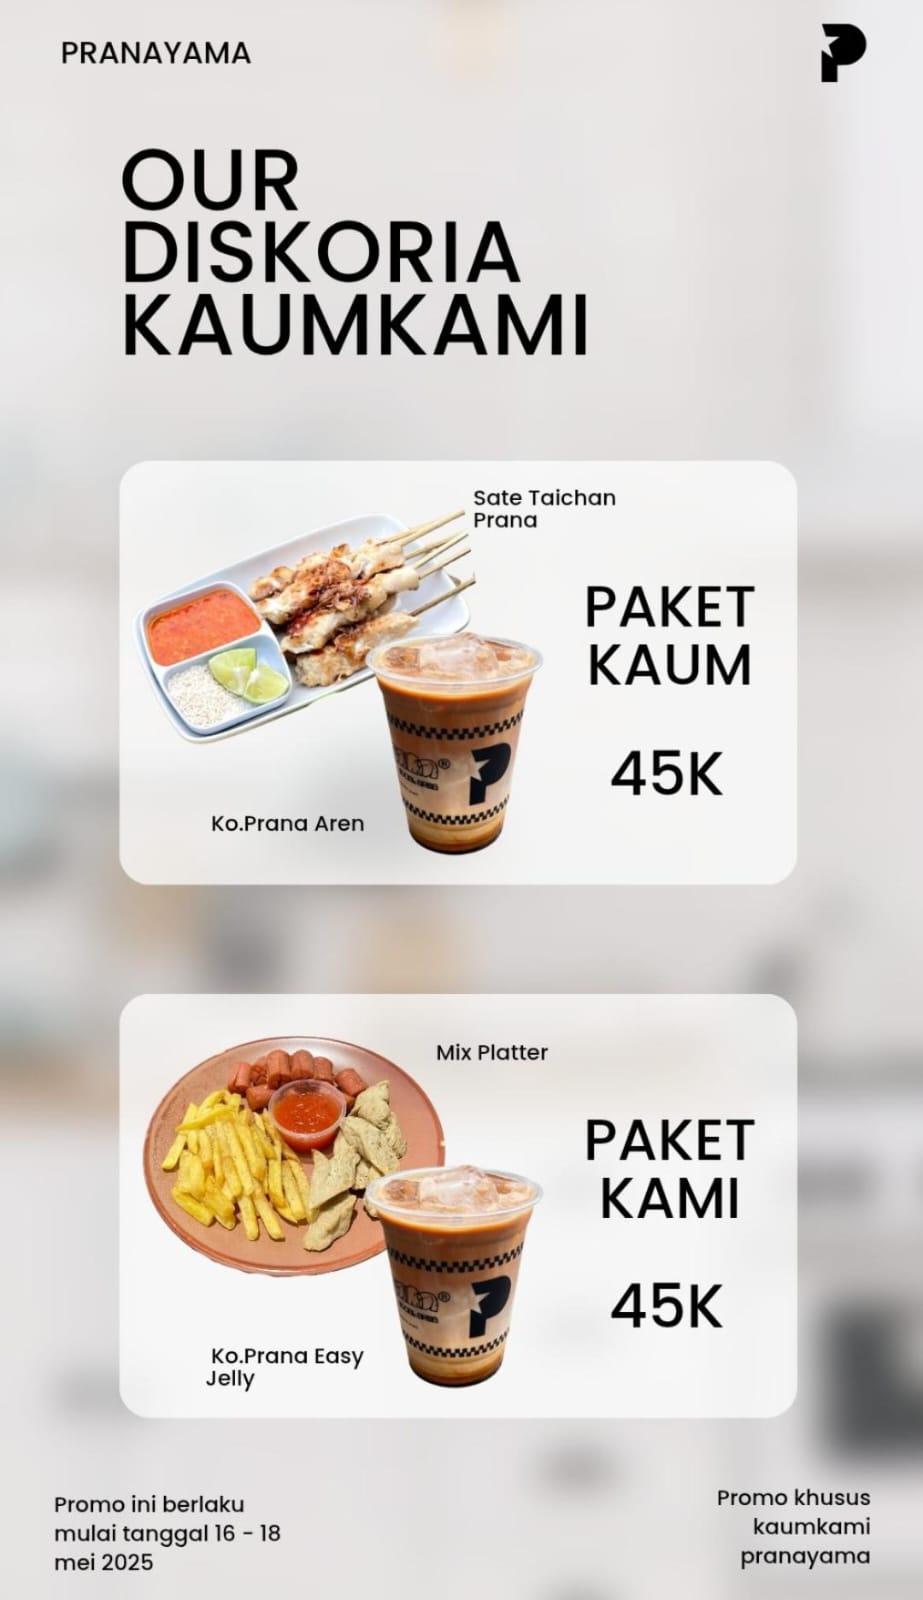 PRANAYAMA
P
OUR
DISKORIA
KAUMKAMI
Sate Taichan
Prana
PAKET
KAUM
45K
Ko.Prana Aren
P
Mix Platter
PAKET
KAMI
45K
Ko.Prana Easy
Jelly
P
Promo ini berlaku
mulai tanggal 16 - 18
mei 2025
Promo khusus
kaumkami
pranayama